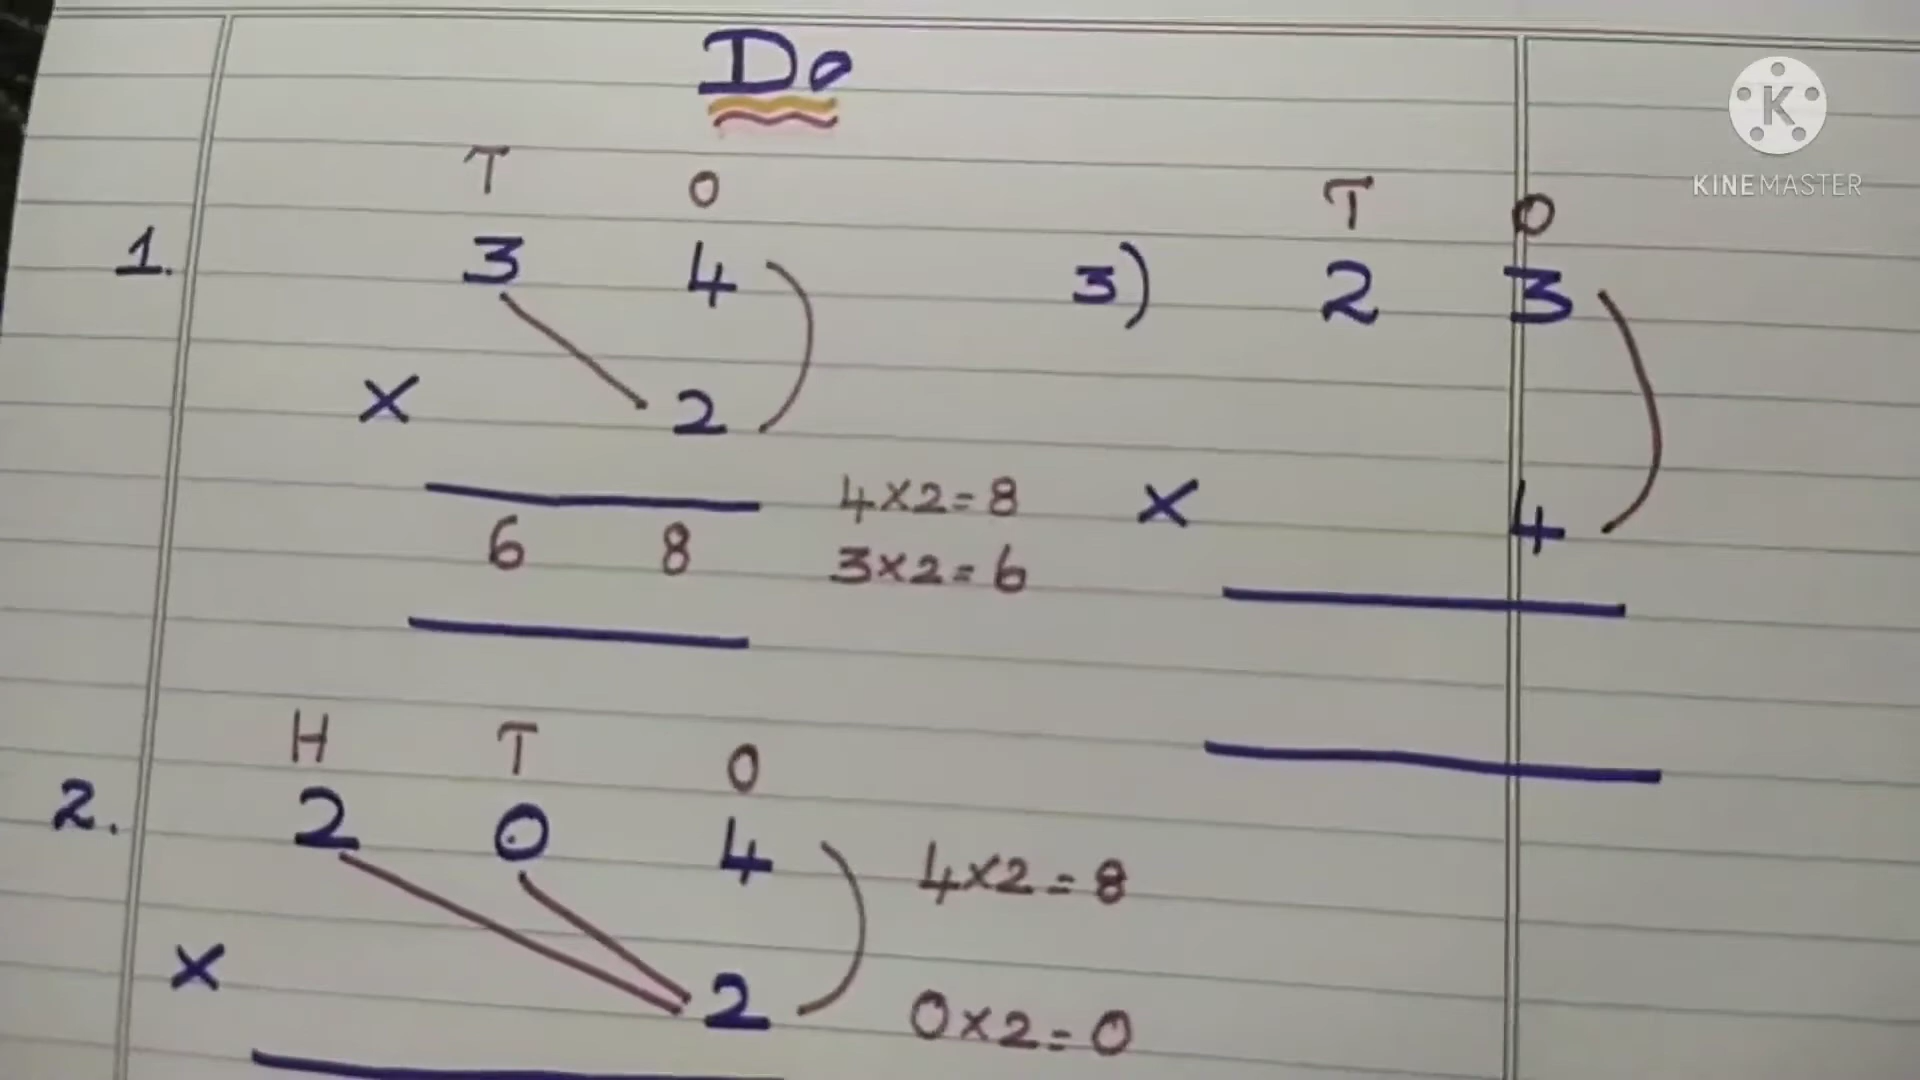 Do
T O
1. 3 4
× 2
6 8
4×2=8
3×2=6
T O
3) 2 3
× 4
H T O
2. 2 0 4
× 2
4×2=8
0×2=0
K
KINEMASTER